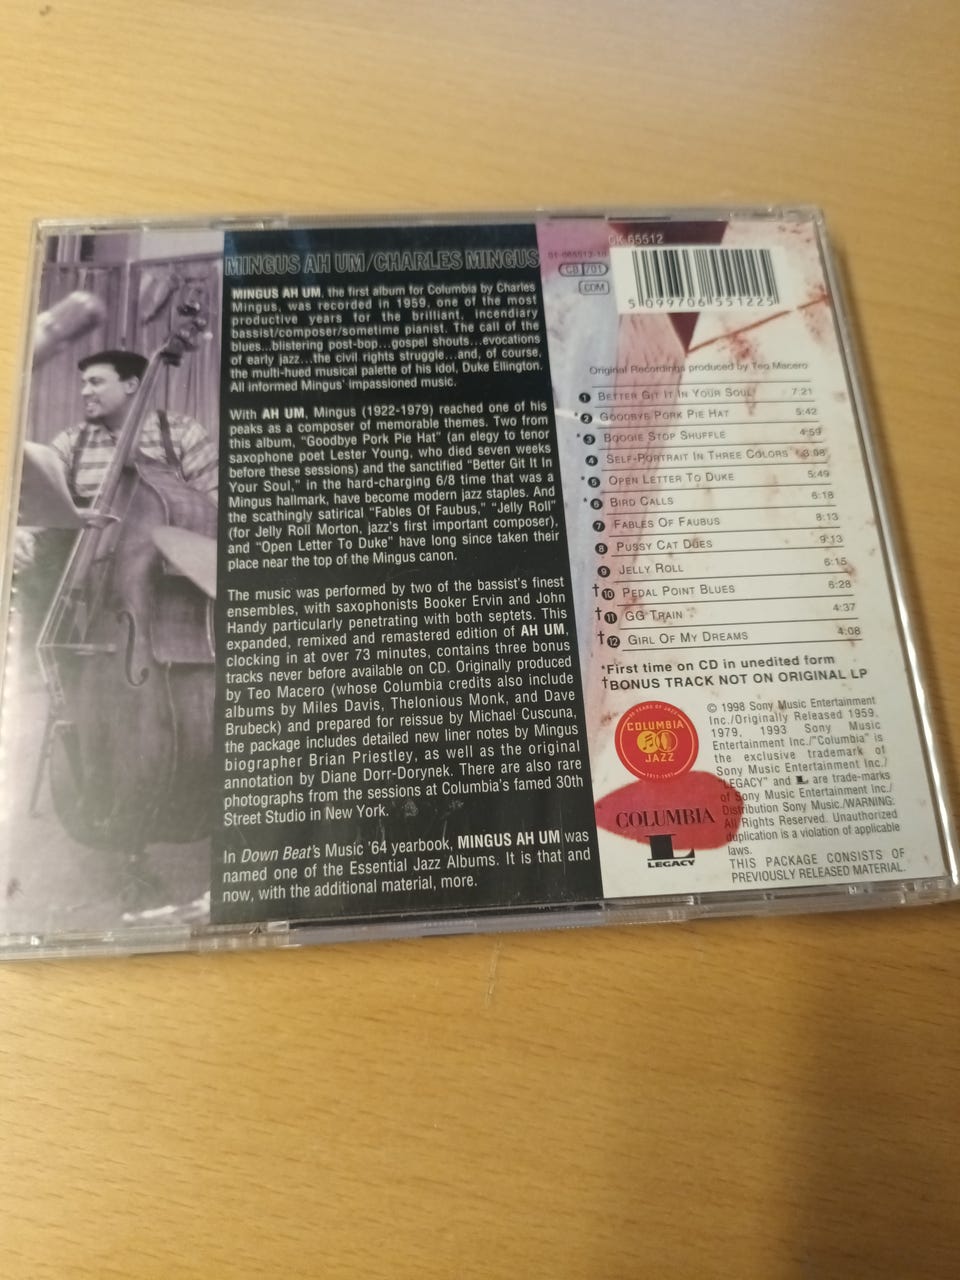 MINGUS AH UM/CHARLES MINGUS
MINGUS AH UM, the first album for Columbia by Charles
Mingus, was recorded in 1959, one of the most
productive years for the brilliant, incendiary
bassist/composer/sometime pianist. The call of the
blues...blistering post-bop...gospel shouts...evocations
of early jazz...the civil rights struggle...and, of course,
the multi-hued musical palette of his idol, Duke Ellington.
All informed Mingus' impassioned music.
With AH UM, Mingus (1922-1979) reached one of his
peaks as a composer of memorable themes. Two from
this album, "Goodbye Pork Pie Hat" (an elegy to tenor
saxophone poet Lester Young, who died seven weeks
before these sessions) and the sanctified "Better Git It In
Your Soul," in the hard-charging 6/8 time that was a
Mingus hallmark, have become modern jazz staples. And
the scathingly satirical "Fables Of Faubus," "Jelly Roll"
(for Jelly Roll Morton, jazz's first important composer),
and "Open Letter To Duke" have long since taken their
place near the top of the Mingus canon.
The music was performed by two of the bassist's finest
ensembles, with saxophonists Booker Ervin and John
Handy particularly penetrating with both septets. This
expanded, remixed and remastered edition of AH UM,
clocking in at over 73 minutes, contains three bonus
tracks never before available on CD. Originally produced
by Teo Macero (whose Columbia credits also include
albums by Miles Davis, Thelonious Monk, and Dave
Brubeck) and prepared for reissue by Michael Cuscuna,
the package includes detailed new liner notes by Mingus
biographer Brian Priestley, as well as the original
annotation by Diane Dorr-Dorynek. There are also rare
photographs from the sessions at Columbia's famed 30th
Street Studio in New York.
In Down Beat's Music '64 yearbook, MINGUS AH UM was
named one of the Essential Jazz Albums. It is that and
now, with the additional material, more.
CK 65512
01-065512-10
GB 701
CDM
5 099706 551225
Original Recordings produced by Teo Macero
1 BETTER GIT IT IN YOUR SOUL 7:21
*2 GOODBYE PORK PIE HAT 5:42
*3 BOOGIE STOP SHUFFLE 4:59
4 SELF-PORTRAIT IN THREE COLORS 3:08
*5 OPEN LETTER TO DUKE 5:49
*6 BIRD CALLS 6:18
7 FABLES OF FAUBUS 8:13
8 PUSSY CAT DUES 9:13
9 JELLY ROLL 6:15
†10 PEDAL POINT BLUES 6:28
†11 GG TRAIN 4:37
†12 GIRL OF MY DREAMS 4:08
*First time on CD in unedited form
†BONUS TRACK NOT ON ORIGINAL LP
COLUMBIA
JAZZ
COLUMBIA
L
LEGACY
© 1998 Sony Music Entertainment
Inc./Originally Released 1959,
1979, 1993 Sony Music
Entertainment Inc./"Columbia" is
the exclusive trademark of
Sony Music Entertainment Inc./
"LEGACY" and L are trade-marks
of Sony Music Entertainment Inc./
Distribution Sony Music./WARNING:
All Rights Reserved. Unauthorized
duplication is a violation of applicable
laws.
THIS PACKAGE CONSISTS OF
PREVIOUSLY RELEASED MATERIAL.